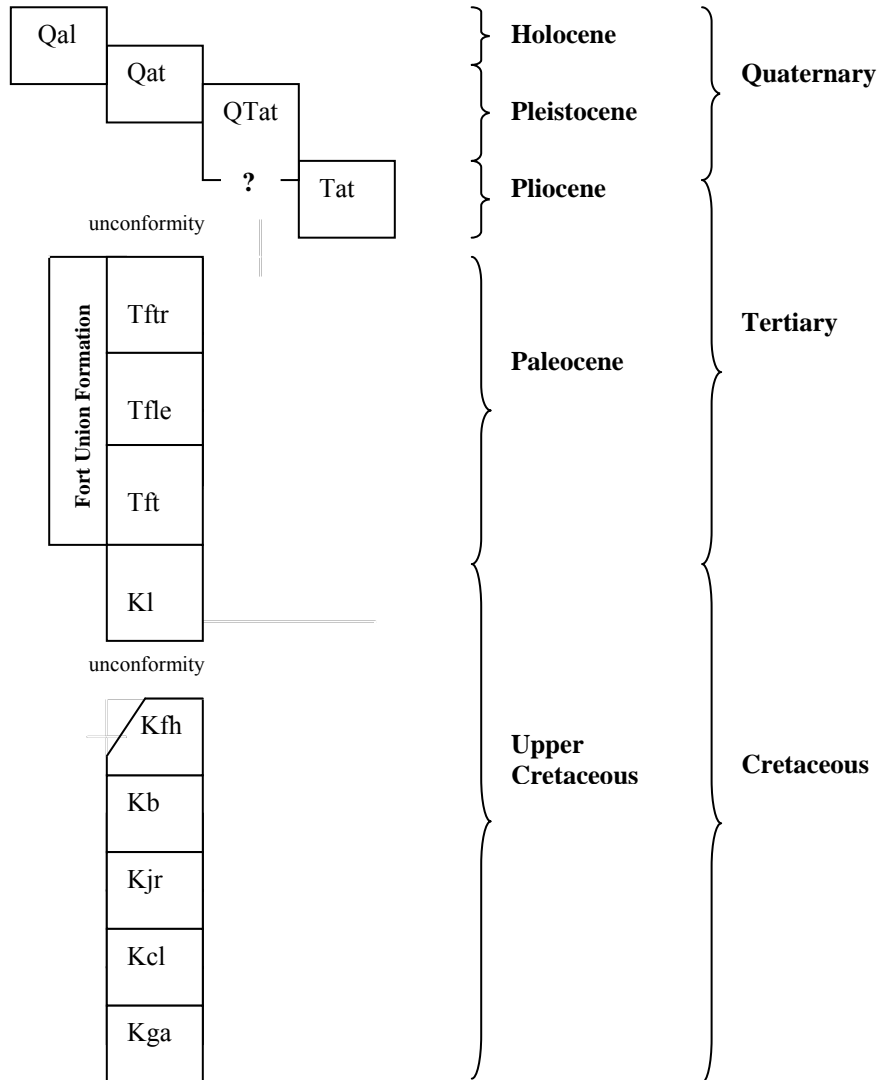 Qal
Qat
QTat
?
Tat
unconformity
Fort Union Formation
Tftr
Tfle
Tft
Kl
unconformity
Kfh
Kb
Kjr
Kcl
Kga
Holocene
Pleistocene
Pliocene
Paleocene
Upper
Cretaceous
Quaternary
Tertiary
Cretaceous